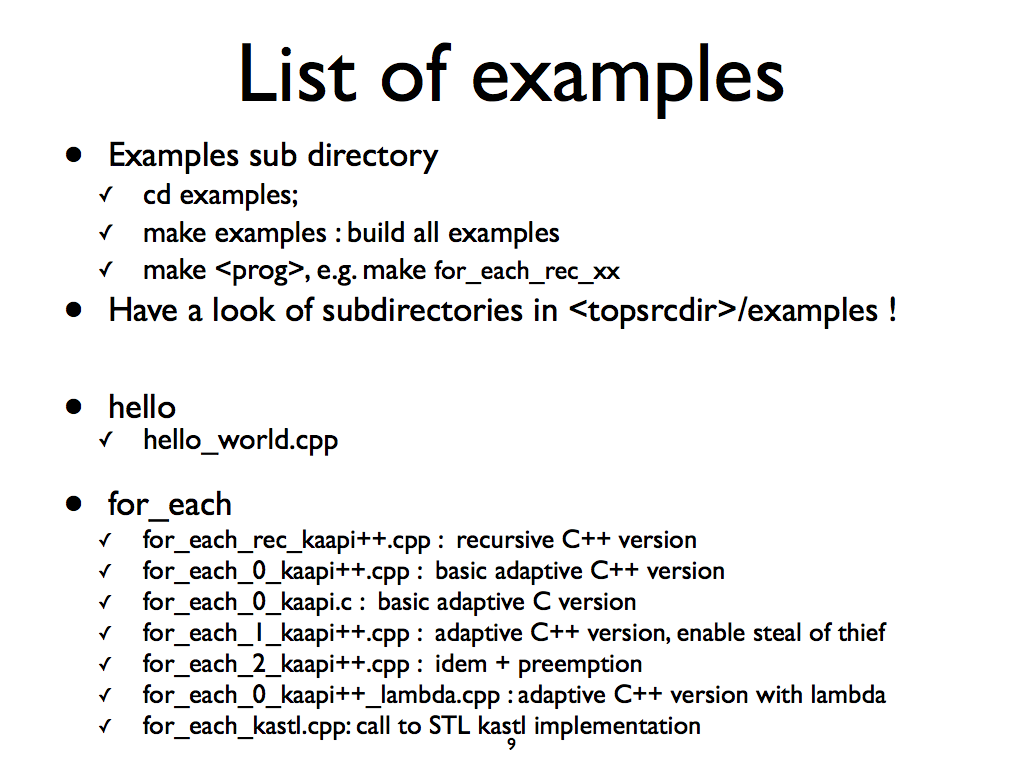 List of examples
• Examples sub directory
✓ cd examples;
✓ make examples : build all examples
✓ make <prog>, e.g. make for_each_rec_xx
• Have a look of subdirectories in <topsrcdir>/examples !
• hello
✓ hello_world.cpp
• for_each
✓ for_each_rec_kaapi++.cpp : recursive C++ version
✓ for_each_0_kaapi++.cpp : basic adaptive C++ version
✓ for_each_0_kaapi.c : basic adaptive C version
✓ for_each_1_kaapi++.cpp : adaptive C++ version, enable steal of thief
✓ for_each_2_kaapi++.cpp : idem + preemption
✓ for_each_0_kaapi++_lambda.cpp : adaptive C++ version with lambda
✓ for_each_kastl.cpp: call to STL kastl implementation
9